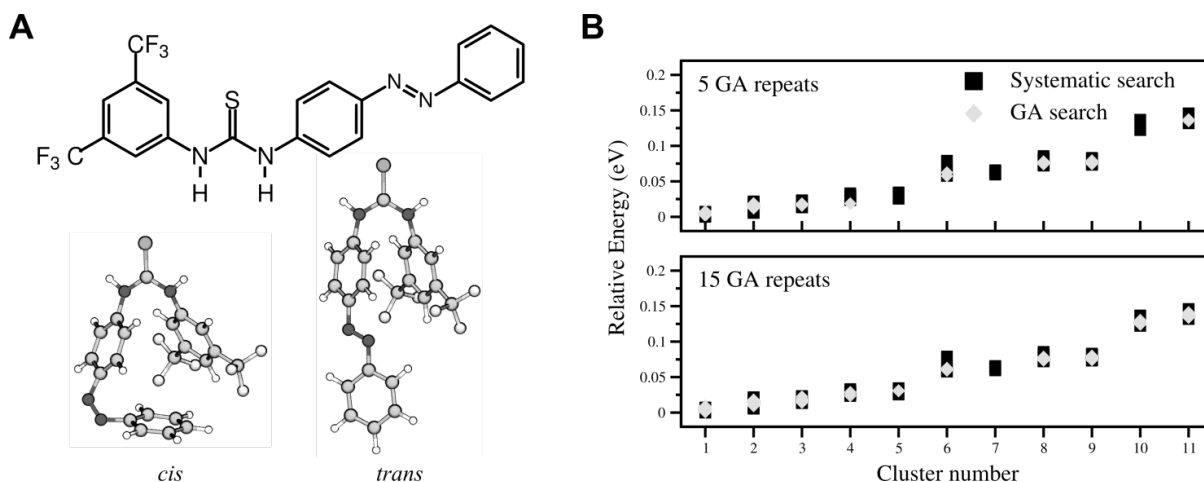 A
CF3
F3C
S
N
H
N
H
N
N
cis
trans
B
Relative Energy (eV)
0.2
0.15
0.1
0.05
0
5 GA repeats
Systematic search
GA search
0.2
0.15
0.1
0.05
0
15 GA repeats
1 2 3 4 5 6 7 8 9 10 11
Cluster number